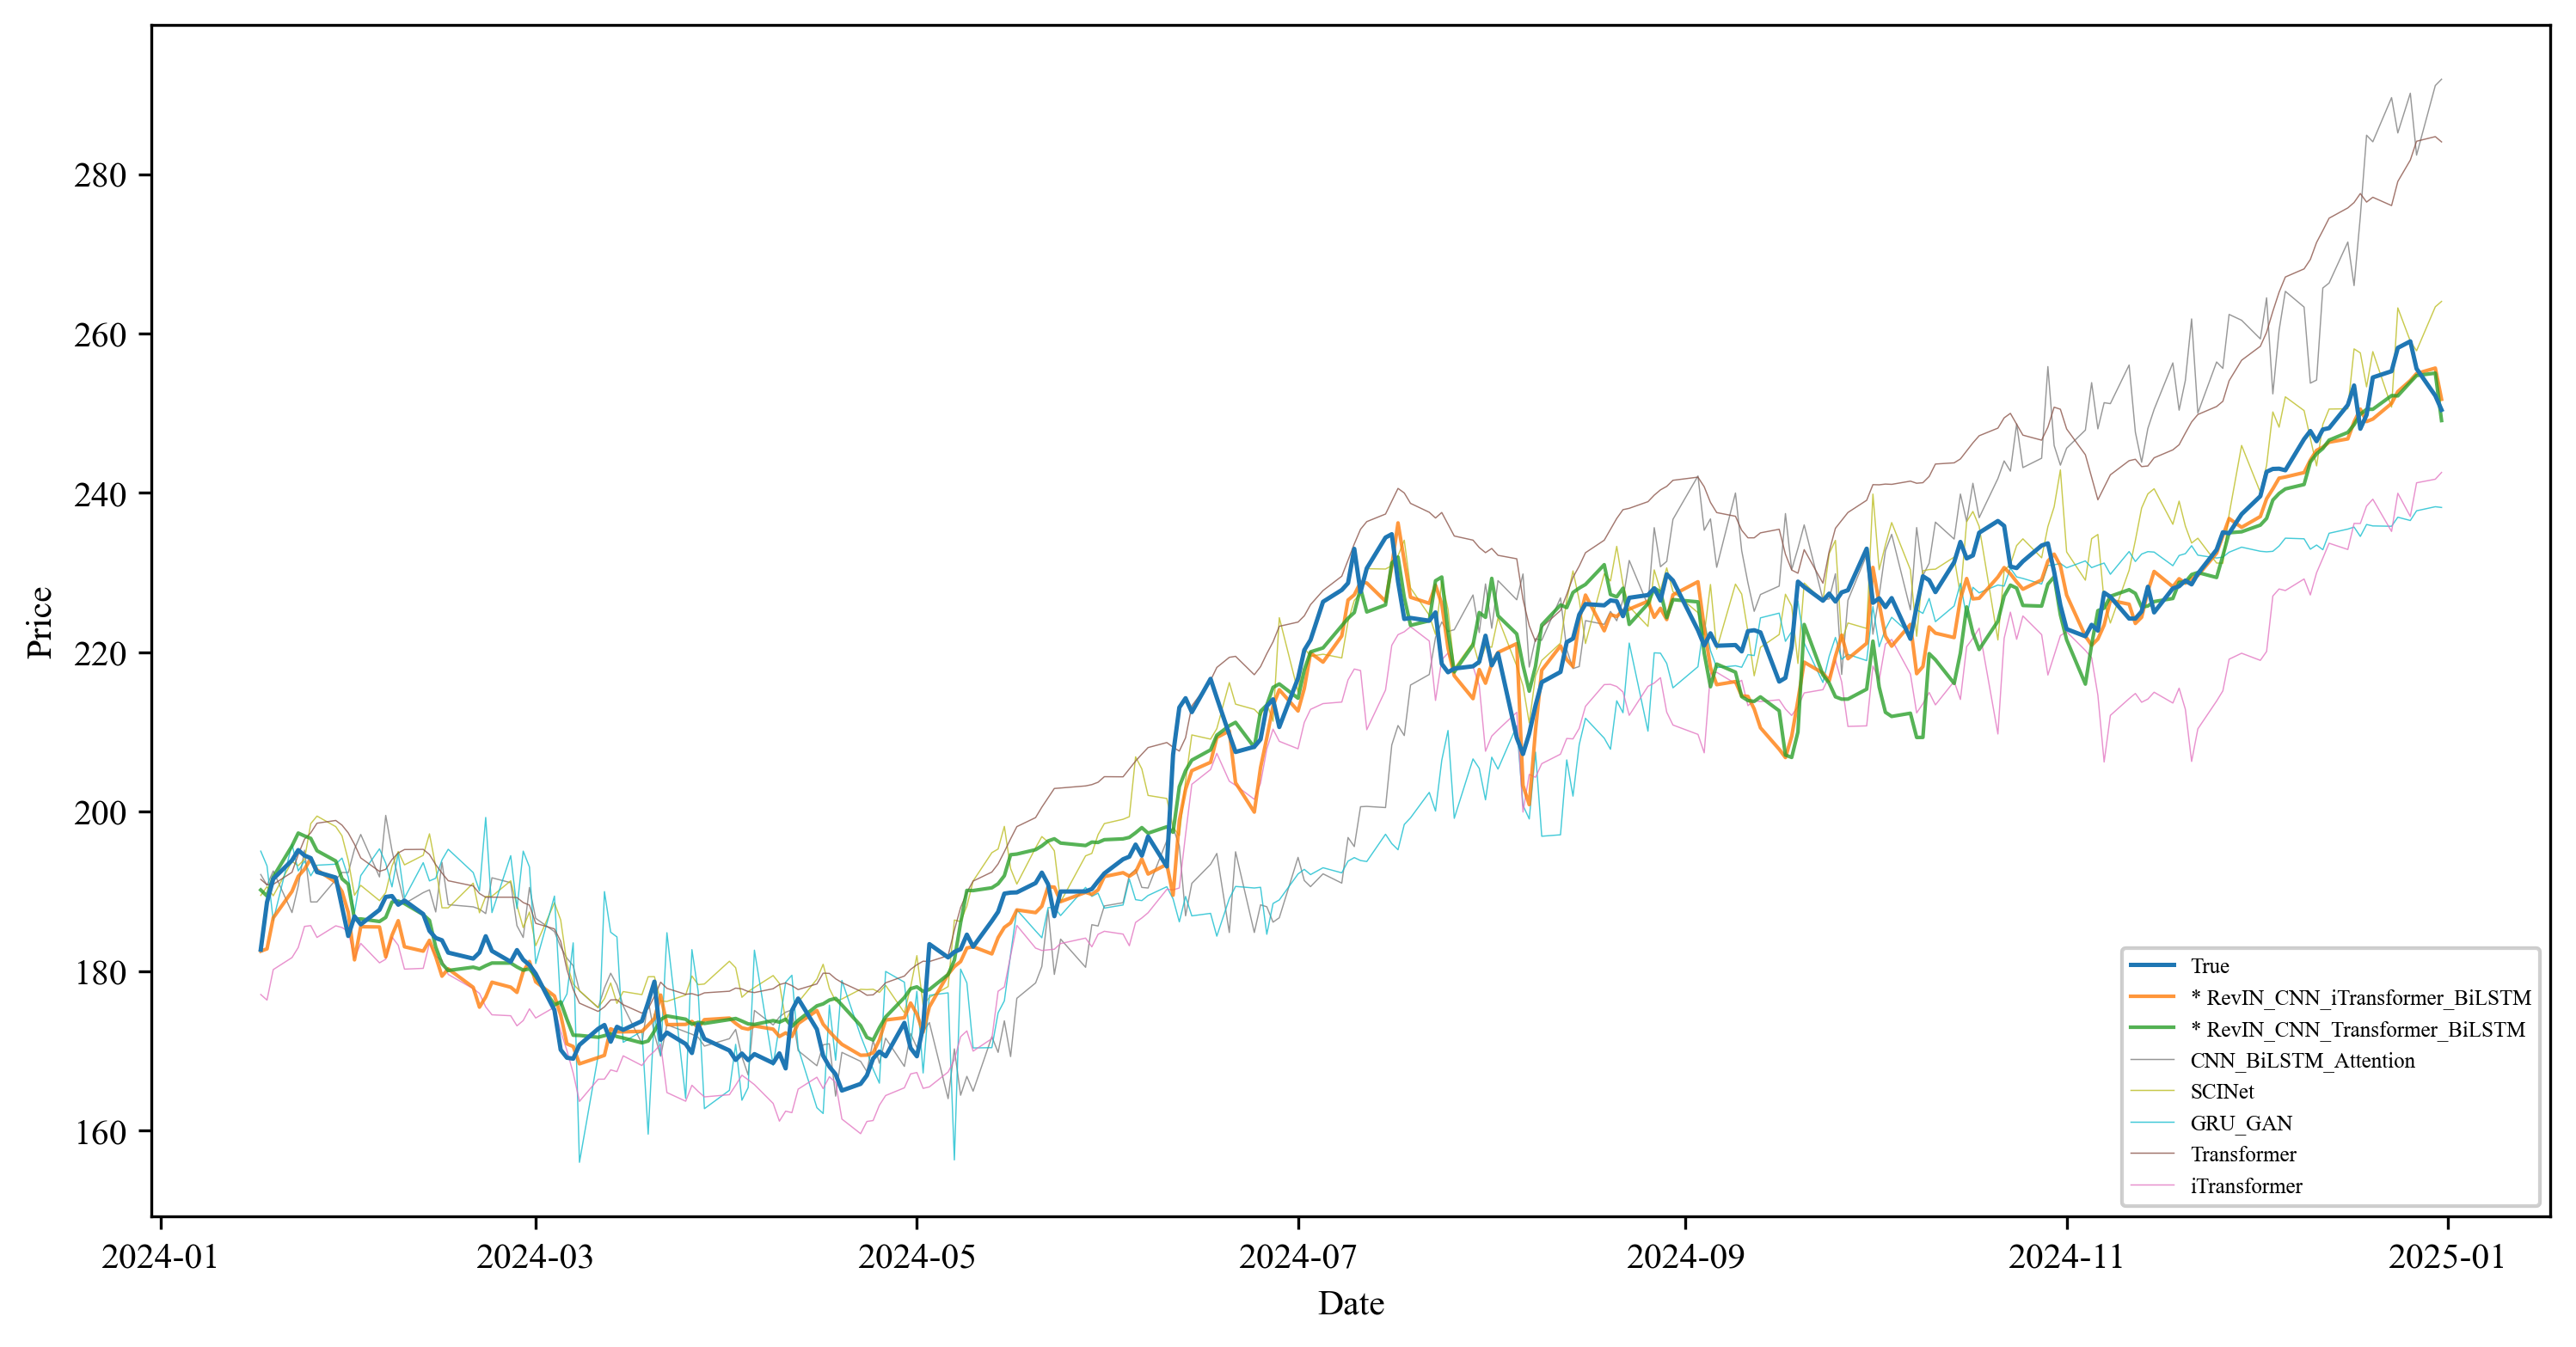 Price
280
260
240
220
200
180
160
2024-01 2024-03 2024-05 2024-07 2024-09 2024-11 2025-01
Date
True
* RevIN_CNN_iTransformer_BiLSTM
* RevIN_CNN_Transformer_BiLSTM
CNN_BiLSTM_Attention
SCINet
GRU_GAN
Transformer
iTransformer